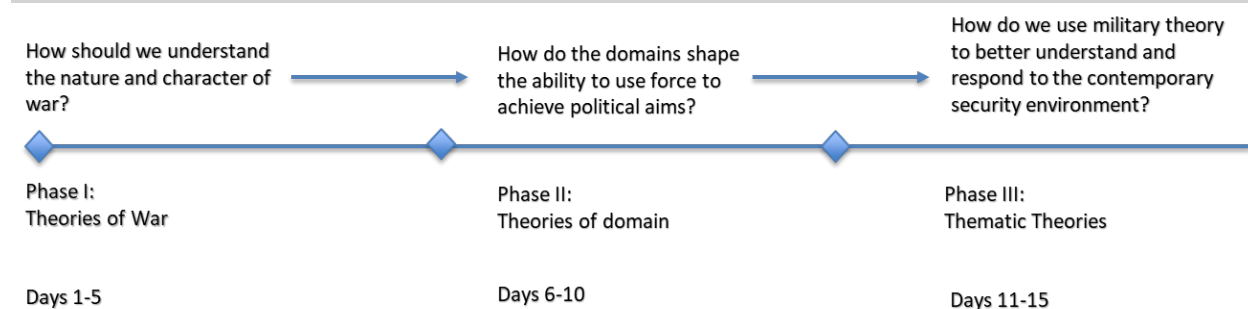 How should we understand
the nature and character of
war?
How do the domains shape
the ability to use force to
achieve political aims?
How do we use military theory
to better understand and
respond to the contemporary
security environment?
Phase I:
Theories of War
Phase II:
Theories of domain
Phase III:
Thematic Theories
Days 1-5
Days 6-10
Days 11-15